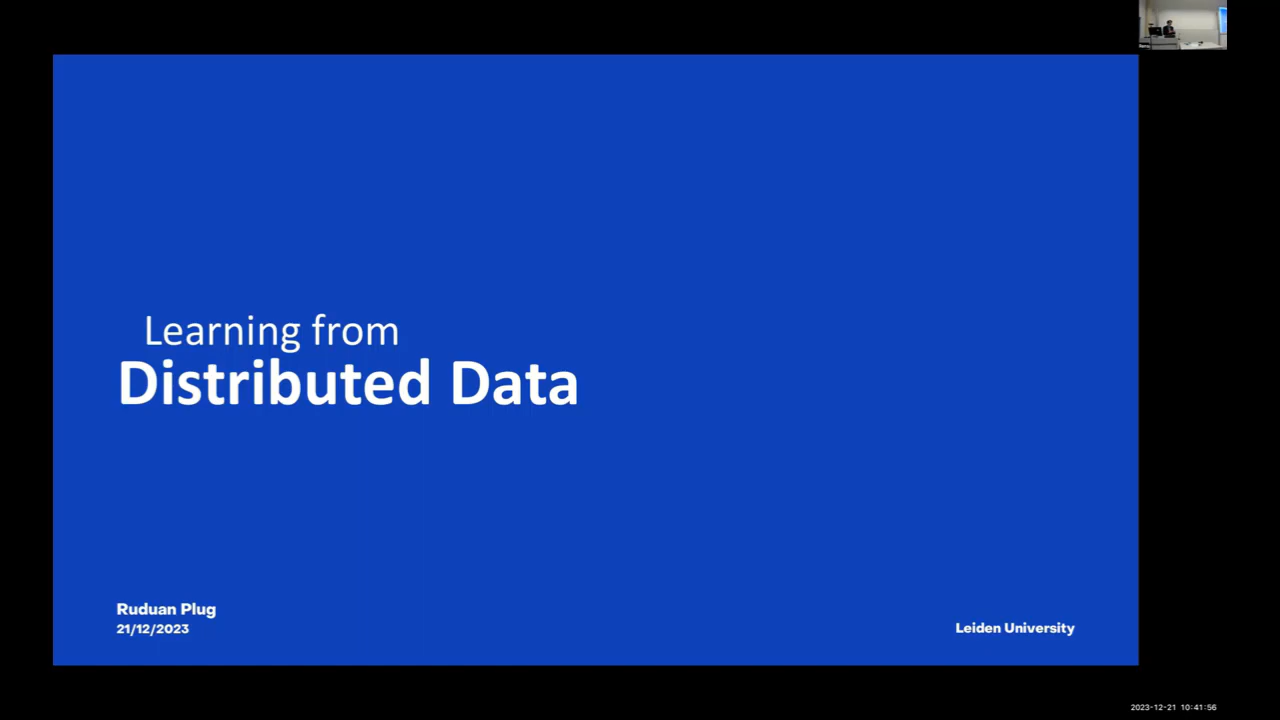 Learning from
Distributed Data
Ruduan Plug
21/12/2023
Leiden University
2023-12-21 10:41:56